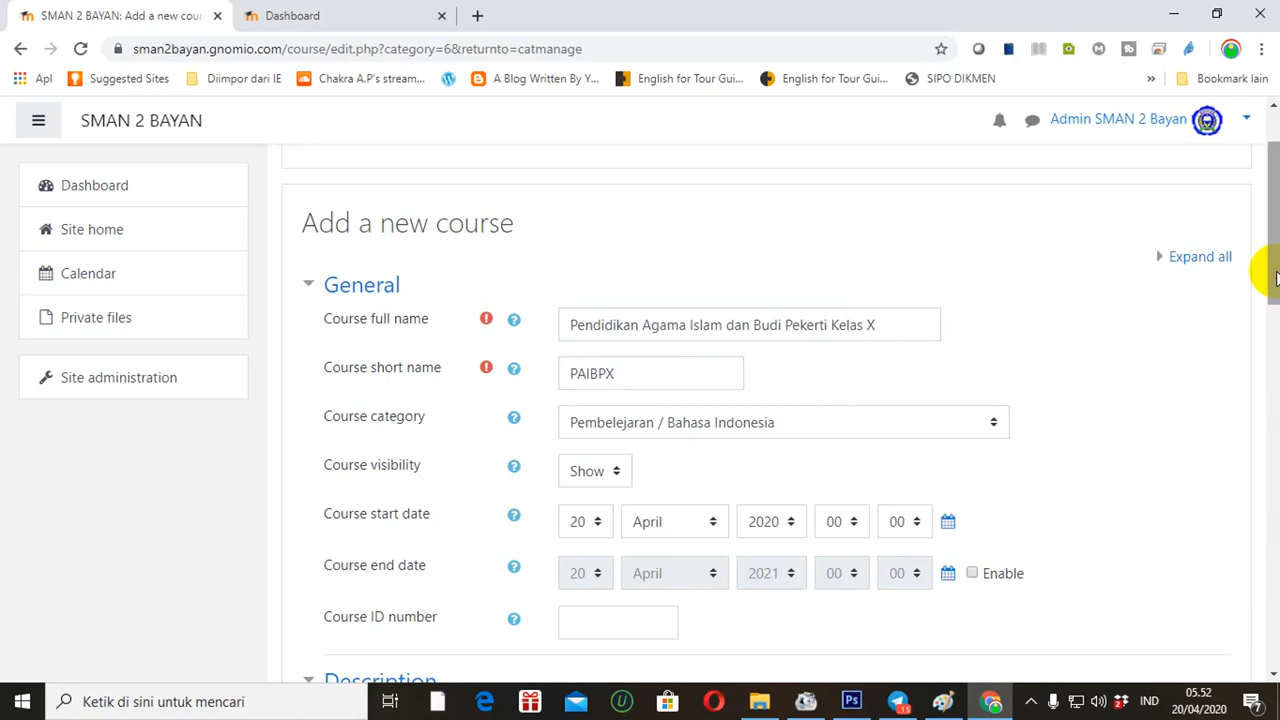 SMAN 2 BAYAN: Add a new cour
Dashboard
sman2bayan.gnomio.com/course/edit.php?category=6&returnto=catmanage
Apl
Suggested Sites
Diimpor dari IE
Chakra A.P's stream...
A Blog Written By Y...
English for Tour Gui...
English for Tour Gui...
SIPO DIKMEN
»
Bookmark lain
SMAN 2 BAYAN
Admin SMAN 2 Bayan
Dashboard
Site home
Calendar
Private files
Site administration
Add a new course
Expand all
General
Course full name
Pendidikan Agama Islam dan Budi Pekerti Kelas X
Course short name
PAIBPX
Course category
Pembelejaran / Bahasa Indonesia
Course visibility
Show
Course start date
20 April 2020 00 00
Course end date
20 April 2021 00 00 Enable
Course ID number
Description
Ketik di sini untuk mencari
15
IND
05.52
20/04/2020
7